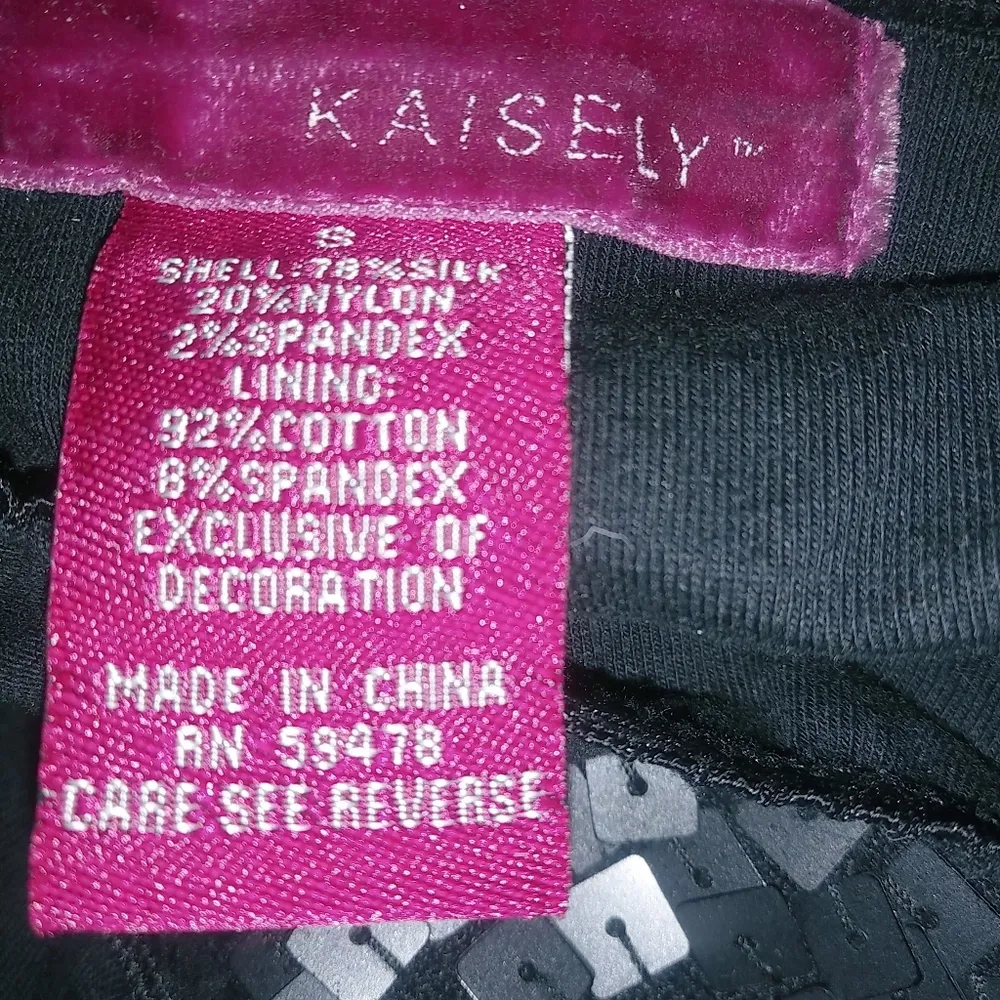 KAISELY™
S
SHELL:78%SILK
20%NYLON
2%SPANDEX
LINING:
92%COTTON
8%SPANDEX
EXCLUSIVE OF
DECORATION
MADE IN CHINA
RN 59478
CARE SEE REVERSE